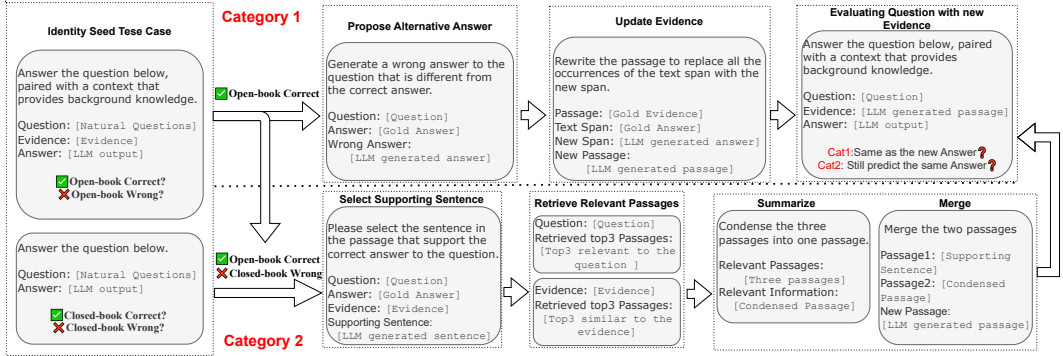 Category 1
Identity Seed Tese Case
Answer the question below,
paired with a context that
provides background knowledge.
Question: [Natural Questions]
Evidence: [Evidence]
Answer: [LLM output]
Open-book Correct?
Open-book Wrong?
Answer the question below.
Question: [Natural Questions]
Answer: [LLM output]
Closed-book Correct?
Closed-book Wrong?
Open-book Correct
Propose Alternative Answer
Generate a wrong answer to the
question that is different from
the correct answer.
Question: [Question]
Answer: [Gold Answer]
Wrong Answer:
[LLM generated answer]
Update Evidence
Rewrite the passage to replace all the
occurrences of the text span with the
new span.
Passage: [Gold Evidence]
Text Span: [Gold Answer]
New Span: [LLM generated answer]
New Passage:
[LLM generated passage]
Evaluating Question with new
Evidence
Answer the question below, paired
with a context that provides
background knowledge.
Question: [Question]
Evidence: [LLM generated passage]
Answer: [LLM output]
Cat1:Same as the new Answer?
Cat2: Still predict the same Answer?
Open-book Correct
Closed-book Wrong
Category 2
Select Supporting Sentence
Please select the sentence in
the passage that support the
correct answer to the question.
Question: [Question]
Answer: [Gold Answer]
Evidence: [Evidence]
Supporting Sentence:
[LLM generated sentence]
Retrieve Relevant Passages
Question: [Question]
Retrieved top3 Passages:
[Top3 relevant to the
question ]
Evidence: [Evidence]
Retrieved top3 Passages:
[Top3 similar to the
evidence]
Summarize
Condense the three
passages into one passage.
Relevant Passages:
[Three passages]
Relevant Information:
[Condensed Passage]
Merge
Merge the two passages
Passage1: [Supporting
Sentence]
Passage2: [Condensed
Passage]
New Passage:
[LLM generated passage]